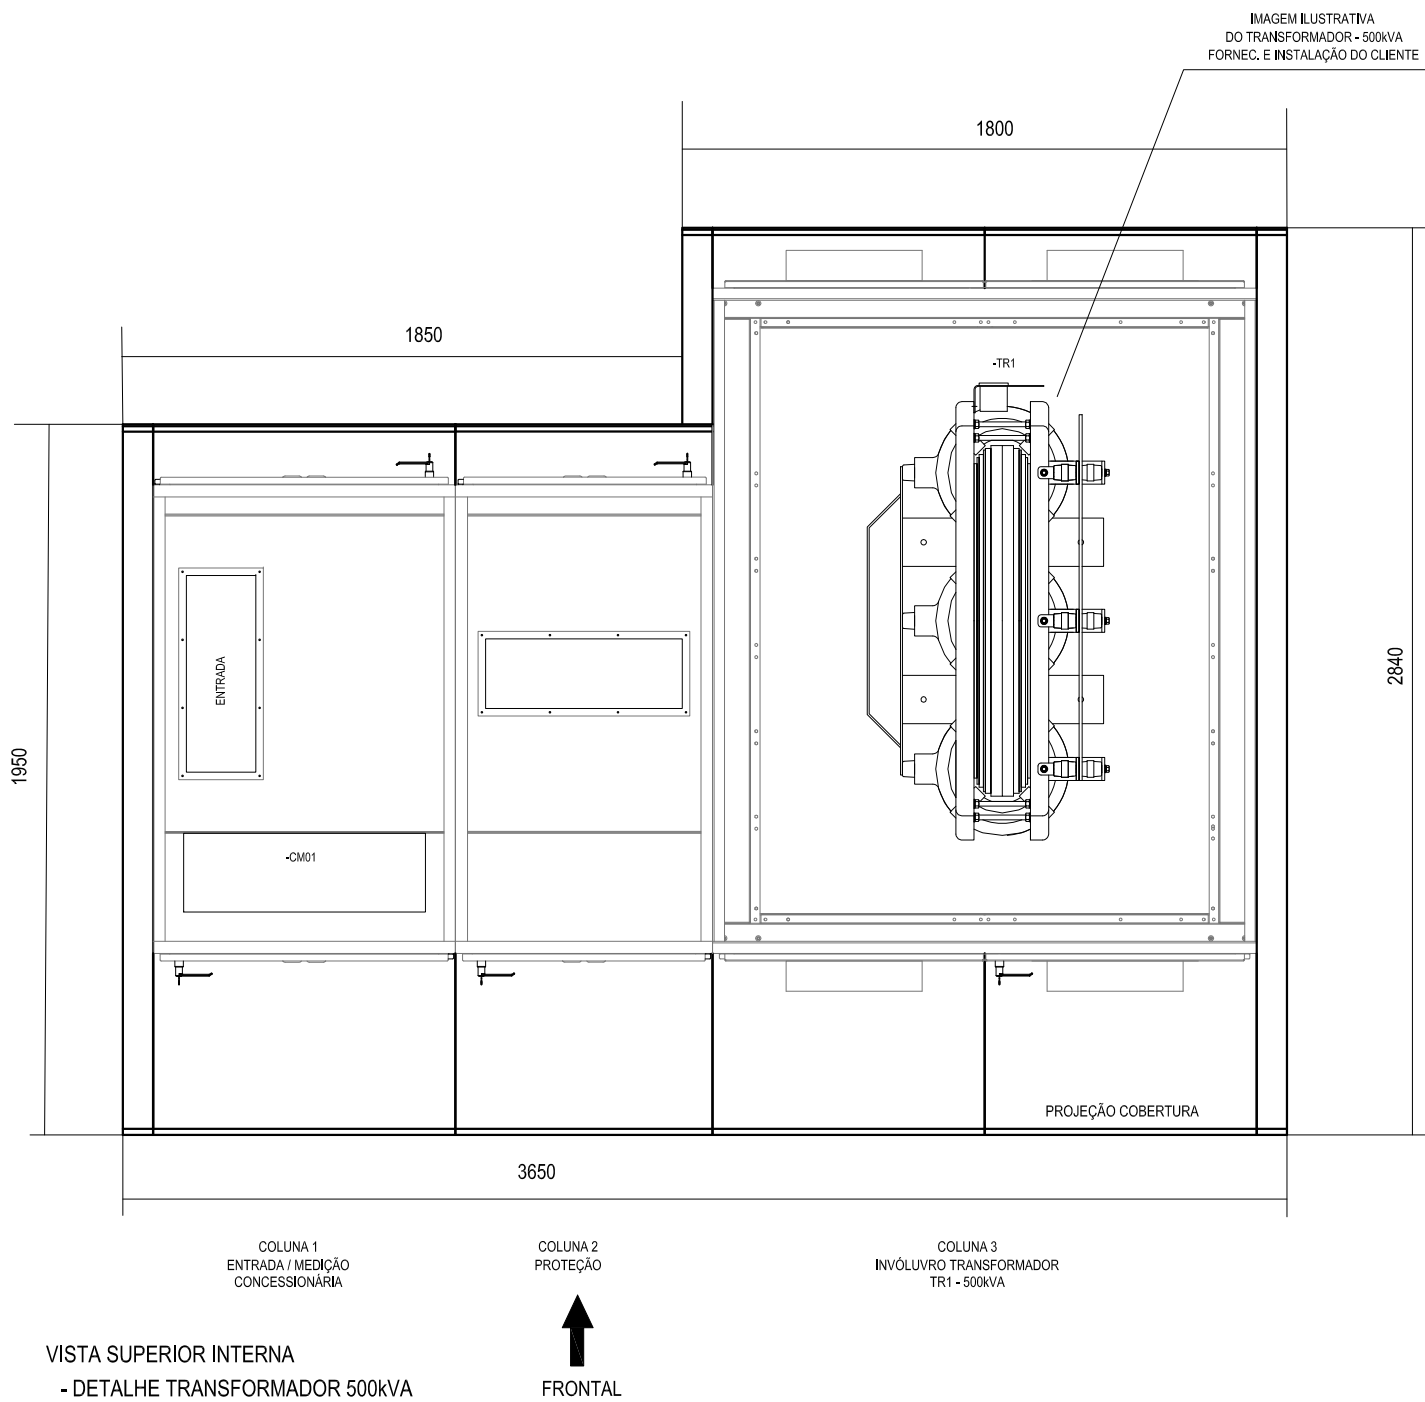 IMAGEM ILUSTRATIVA
DO TRANSFORMADOR - 500kVA
FORNEC. E INSTALAÇÃO DO CLIENTE
1800
1850
-TR1
ENTRADA
2840
1950
-CM01
PROJEÇÃO COBERTURA
3650
COLUNA 1
ENTRADA / MEDIÇÃO
CONCESSIONÁRIA
COLUNA 2
PROTEÇÃO
COLUNA 3
INVÓLUVRO TRANSFORMADOR
TR1 - 500kVA
VISTA SUPERIOR INTERNA
- DETALHE TRANSFORMADOR 500kVA
FRONTAL